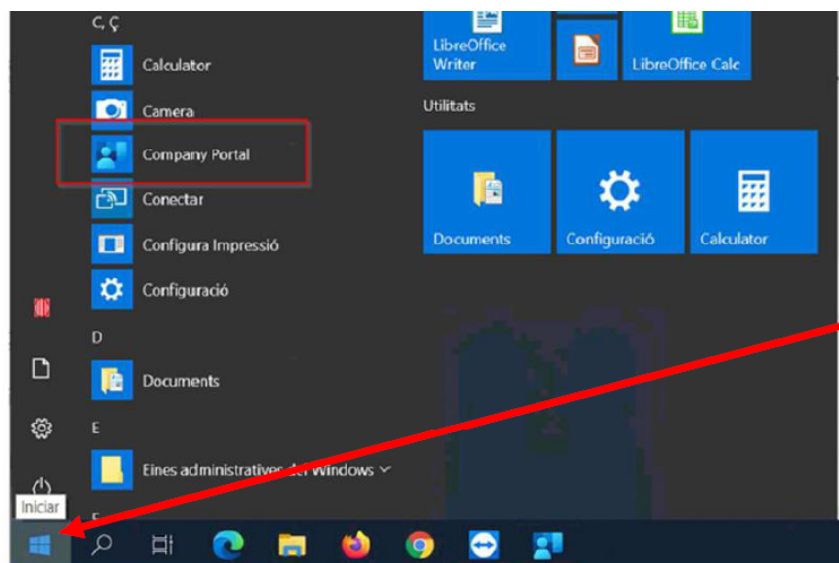 C, Ç
Calculator
Camera
Company Portal
Conectar
Configura Impressió
Configuració
D
Documents
E
Eines administratives del Windows
Iniciar
LibreOffice
Writer
LibreOffice Calc
Utilitats
Documents
Configuració
Calculator